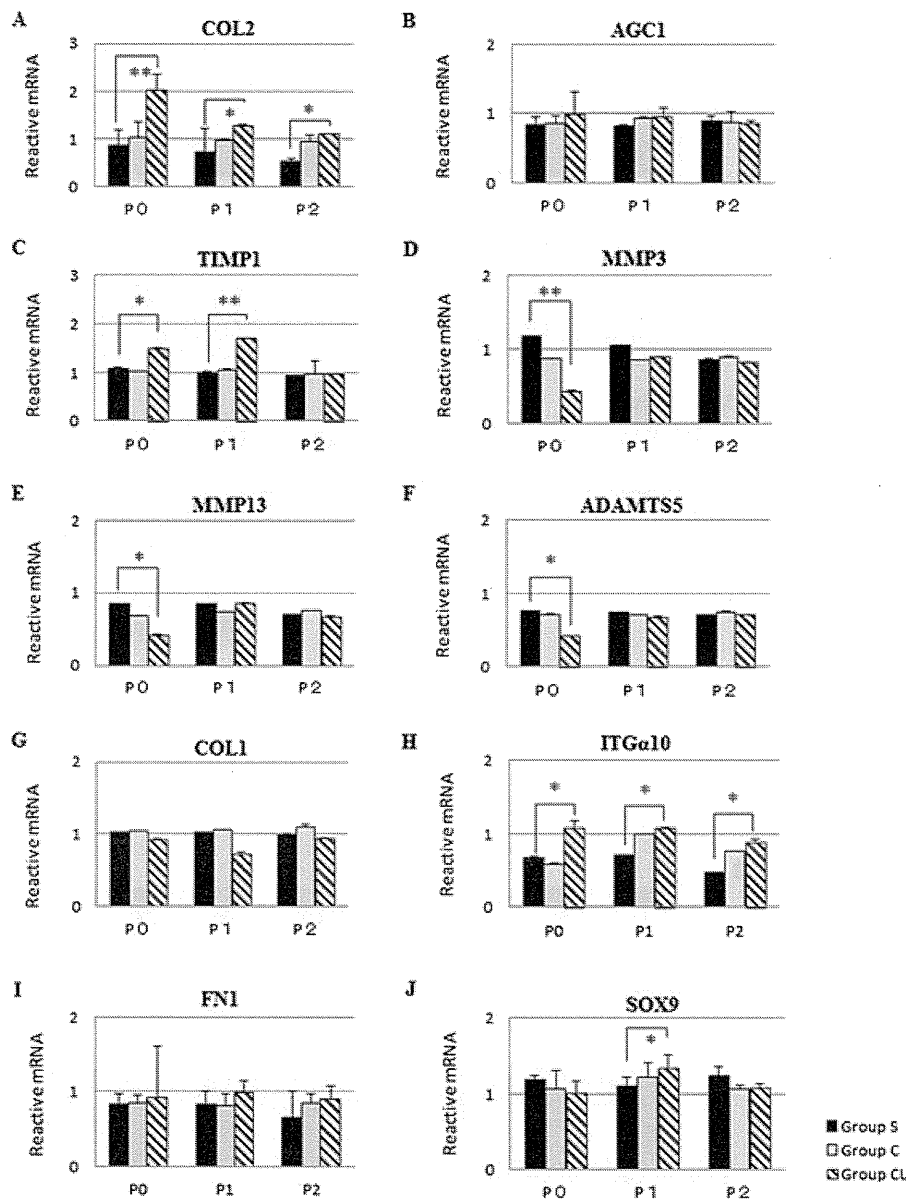 A
COL2
Reactive mRNA
3
2
1
0
**
*
*
P0
P1
P2
B
AGC1
Reactive mRNA
2
1
0
P0
P1
P2
C
TIMP1
Reactive mRNA
3
2
1
0
*
**
P0
P1
P2
D
MMP3
Reactive mRNA
2
1
0
**
P0
P1
P2
E
MMP13
Reactive mRNA
2
1
0
*
P0
P1
P2
F
ADAMTS5
Reactive mRNA
2
1
0
*
P0
P1
P2
G
COL1
Reactive mRNA
2
1
0
P0
P1
P2
H
ITGα10
Reactive mRNA
2
1
0
*
*
*
P0
P1
P2
I
FN1
Reactive mRNA
2
1
0
P0
P1
P2
J
SOX9
Reactive mRNA
2
1
0
*
P0
P1
P2
Group S
Group C
Group CL